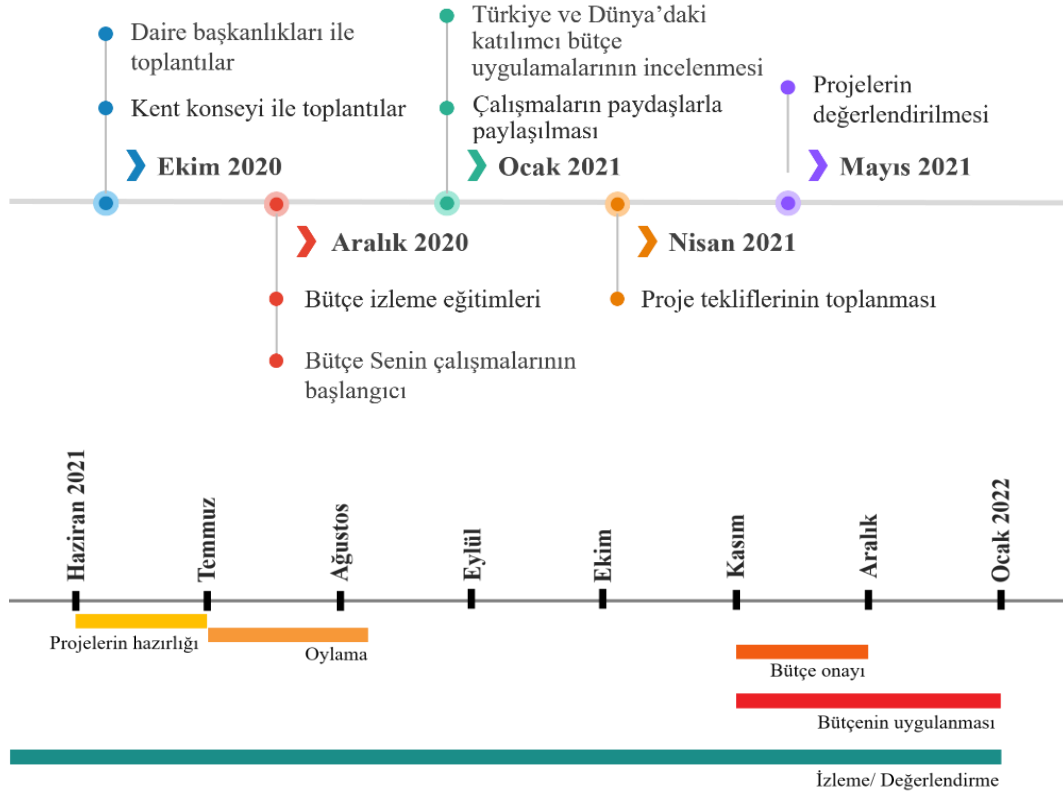 Daire başkanlıkları ile
toplantılar
Kent konseyi ile toplantılar
Ekim 2020
Türkiye ve Dünya’daki
katılımcı bütçe
uygulamalarının incelenmesi
Çalışmaların paydaşlarla
paylaşılması
Ocak 2021
Projelerin
değerlendirilmesi
Mayıs 2021
Aralık 2020
Bütçe izleme eğitimleri
Bütçe Senin çalışmalarının
başlangıcı
Nisan 2021
Proje tekliflerinin toplanması
Haziran 2021
Temmuz
Ağustos
Eylül
Ekim
Kasım
Aralık
Ocak 2022
Projelerin hazırlığı
Oylama
Bütçe onayı
Bütçenin uygulanması
İzleme/ Değerlendirme